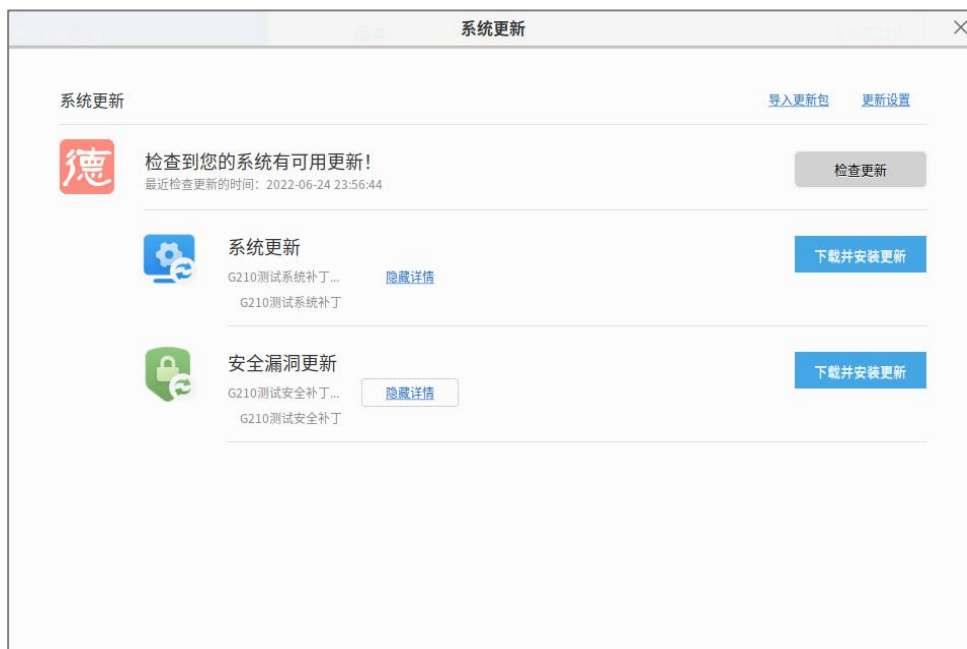 系统更新
系统更新
导入更新包 更新设置
德
检查到您的系统有可用更新！
最近检查更新的时间：2022-06-24 23:56:44
检查更新
系统更新
G210测试系统补丁... 隐藏详情
G210测试系统补丁
下载并安装更新
安全漏洞更新
G210测试安全补丁... 隐藏详情
G210测试安全补丁
下载并安装更新